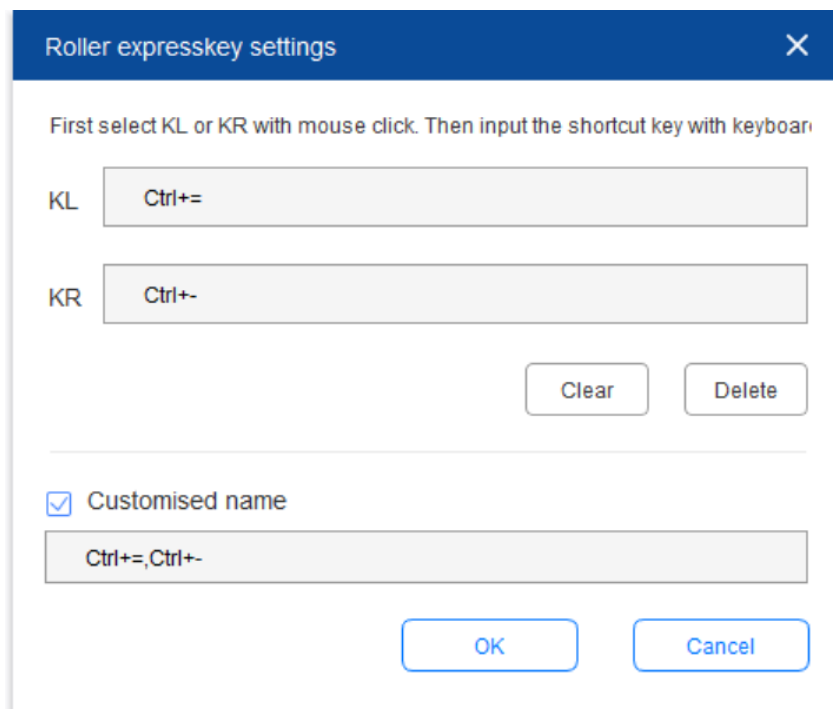 Roller expresskey settings
First select KL or KR with mouse click. Then input the shortcut key with
KL Ctrl+=
KR Ctrl+-
Clear Delete
Customised name
Ctrl+=,Ctrl+-
OK Cancel